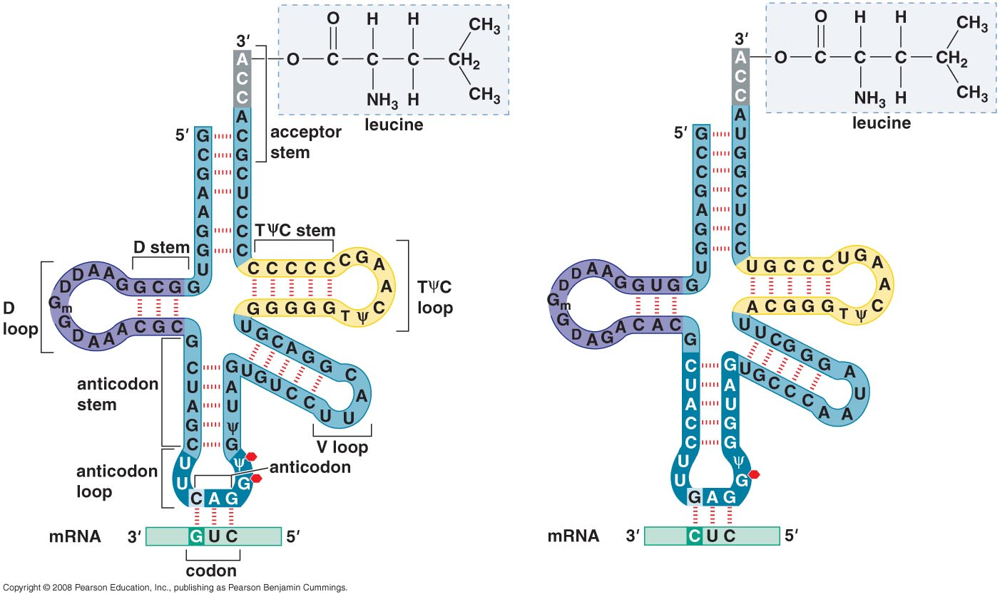 O H H CH3
3′
A O C C C CH2
C
C NH3 H CH3
leucine
acceptor
stem
A
C
G
C
U
C
C
C
5′ G
C
G
A
A
G
G
U
D stem
TψC stem
D
loop
D A A G G C G G
D
Gm
G
D A A A C G C G
C C C C C C G A
A
C
G G G G G T ψ
TψC
loop
anticodon
stem
C
U
A
G
C
G
A
U
ψ
G
U G C A G G C
A
U
U
G U G U C C U
V loop
anticodon
loop
U
U
C A G
G
ψ
anticodon
mRNA 3′ G U C 5′
codon
O H H CH3
3′
A O C C C CH2
C
C NH3 H CH3
leucine
A
U
G
G
C
U
C
C
5′ G
C
C
G
A
G
G
U
D A A G G U G G
D
Gm
G
D A G A C A C G
U G C C C U G A
A
C
A C G G G T ψ
C
U
A
C
C
G
A
U
G
G
U U C G G G A
U
A
G U G C C C A
U
U
G A G
G
ψ
mRNA 3′ C U C 5′
Copyright © 2008 Pearson Education, Inc., publishing as Pearson Benjamin Cummings.